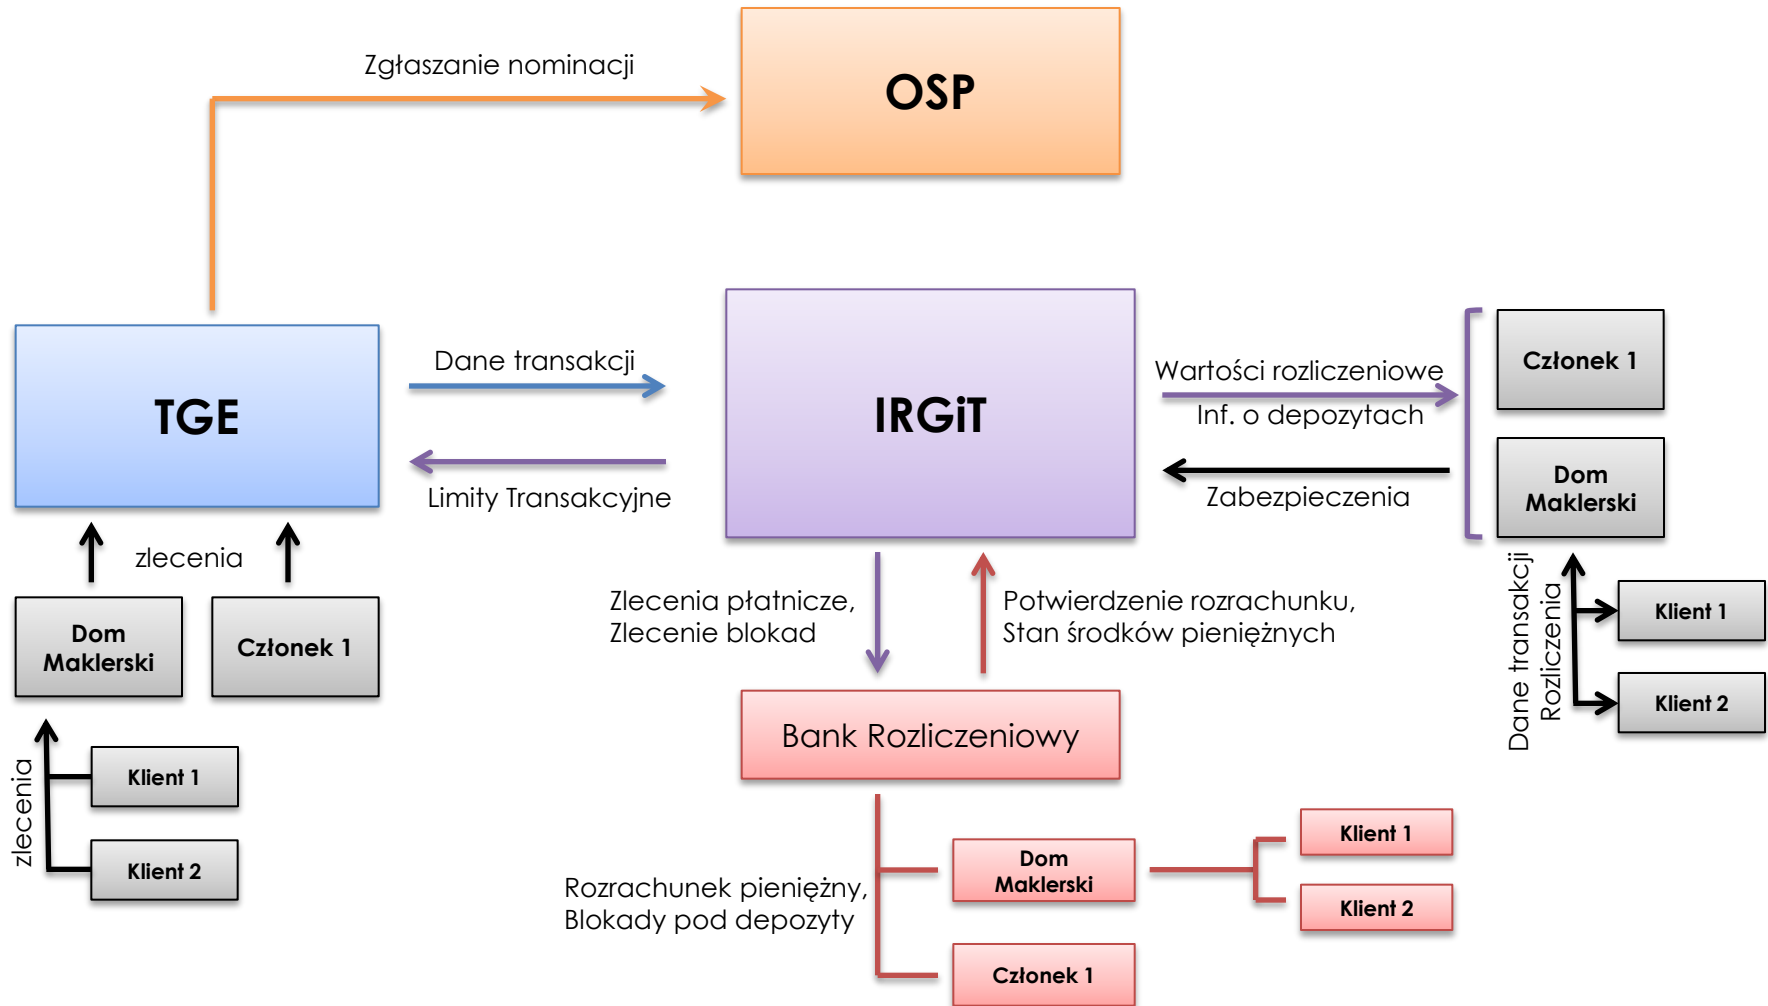 Zgłaszanie nominacji
OSP
TGE
Dane transakcji
Limity Transakcyjne
IRGiT
Wartości rozliczeniowe
Inf. o depozytach
Zabezpieczenia
Członek 1
Dom
Maklerski
zlecenia
Dom
Maklerski
Członek 1
zlecenia
Klient 1
Klient 2
Zlecenia płatnicze,
Zlecenie blokad
Potwierdzenie rozrachunku,
Stan środków pieniężnych
Dane transakcji
Rozliczenia
Klient 1
Klient 2
Bank Rozliczeniowy
Rozrachunek pieniężny,
Blokady pod depozyty
Dom
Maklerski
Klient 1
Klient 2
Członek 1